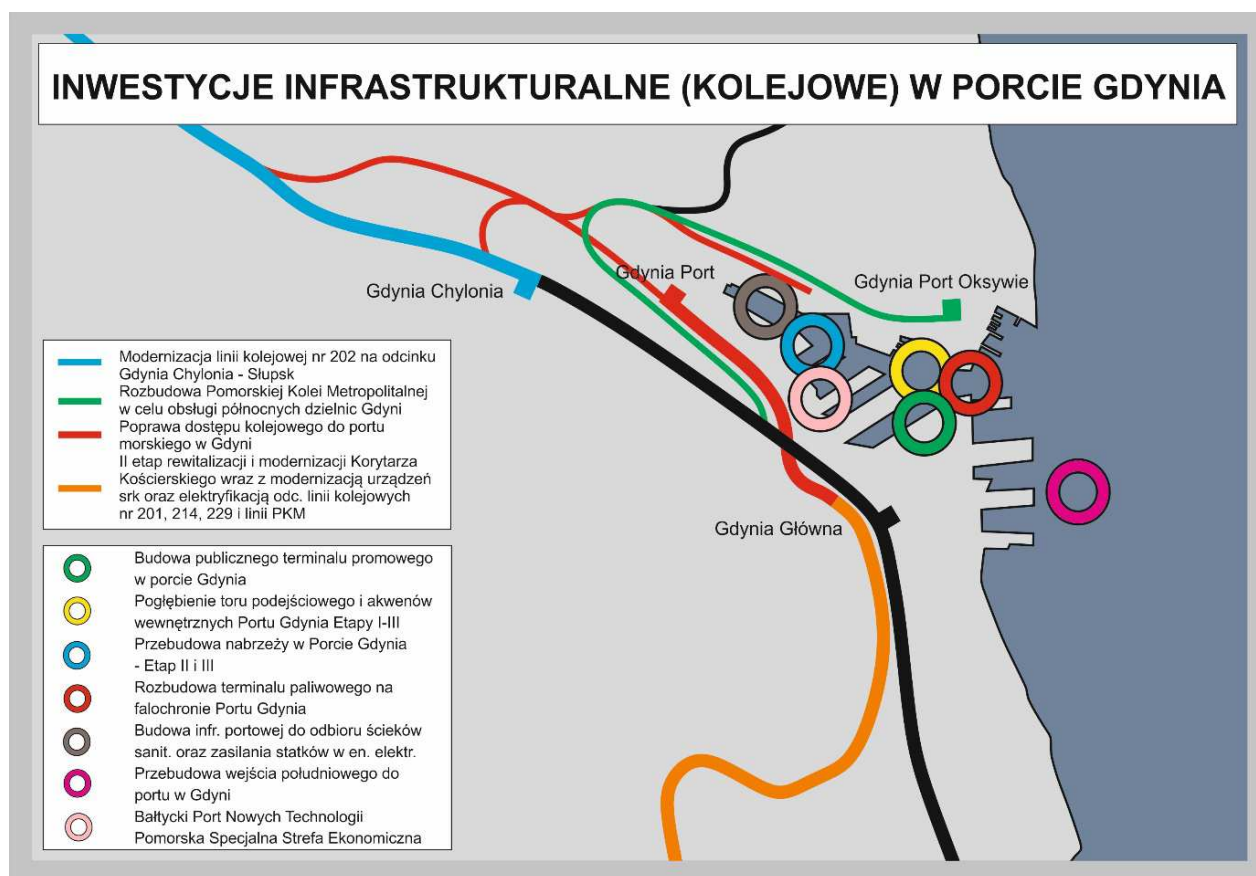 INWESTYCJE INFRASTRUKTURALNE (KOLEJOWE) W PORCIE GDYNIA
Gdynia Chylonia
Gdynia Port
Gdynia Port Oksywie
Gdynia Główna
Modernizacja linii kolejowej nr 202 na odcinku
Gdynia Chylonia - Słupsk
Rozbudowa Pomorskiej Kolei Metropolitalnej
w celu obsługi północnych dzielnic Gdyni
Poprawa dostępu kolejowego do portu
morskiego w Gdyni
II etap rewitalizacji i modernizacji Korytarza
Kościerskiego wraz z modernizacją urządzeń
srk oraz elektryfikacją odc. linii kolejowych
nr 201, 214, 229 i linii PKM
Budowa publicznego terminalu promowego
w porcie Gdynia
Pogłębienie toru podejściowego i akwenów
wewnętrznych Portu Gdynia Etapy I-III
Przebudowa nabrzeży w Porcie Gdynia
- Etap II i III
Rozbudowa terminalu paliwowego na
falochronie Portu Gdynia
Budowa infr. portowej do odbioru ścieków
sanit. oraz zasilania statków w en. elektr.
Przebudowa wejścia południowego do
portu w Gdyni
Bałtycki Port Nowych Technologii
Pomorska Specjalna Strefa Ekonomiczna